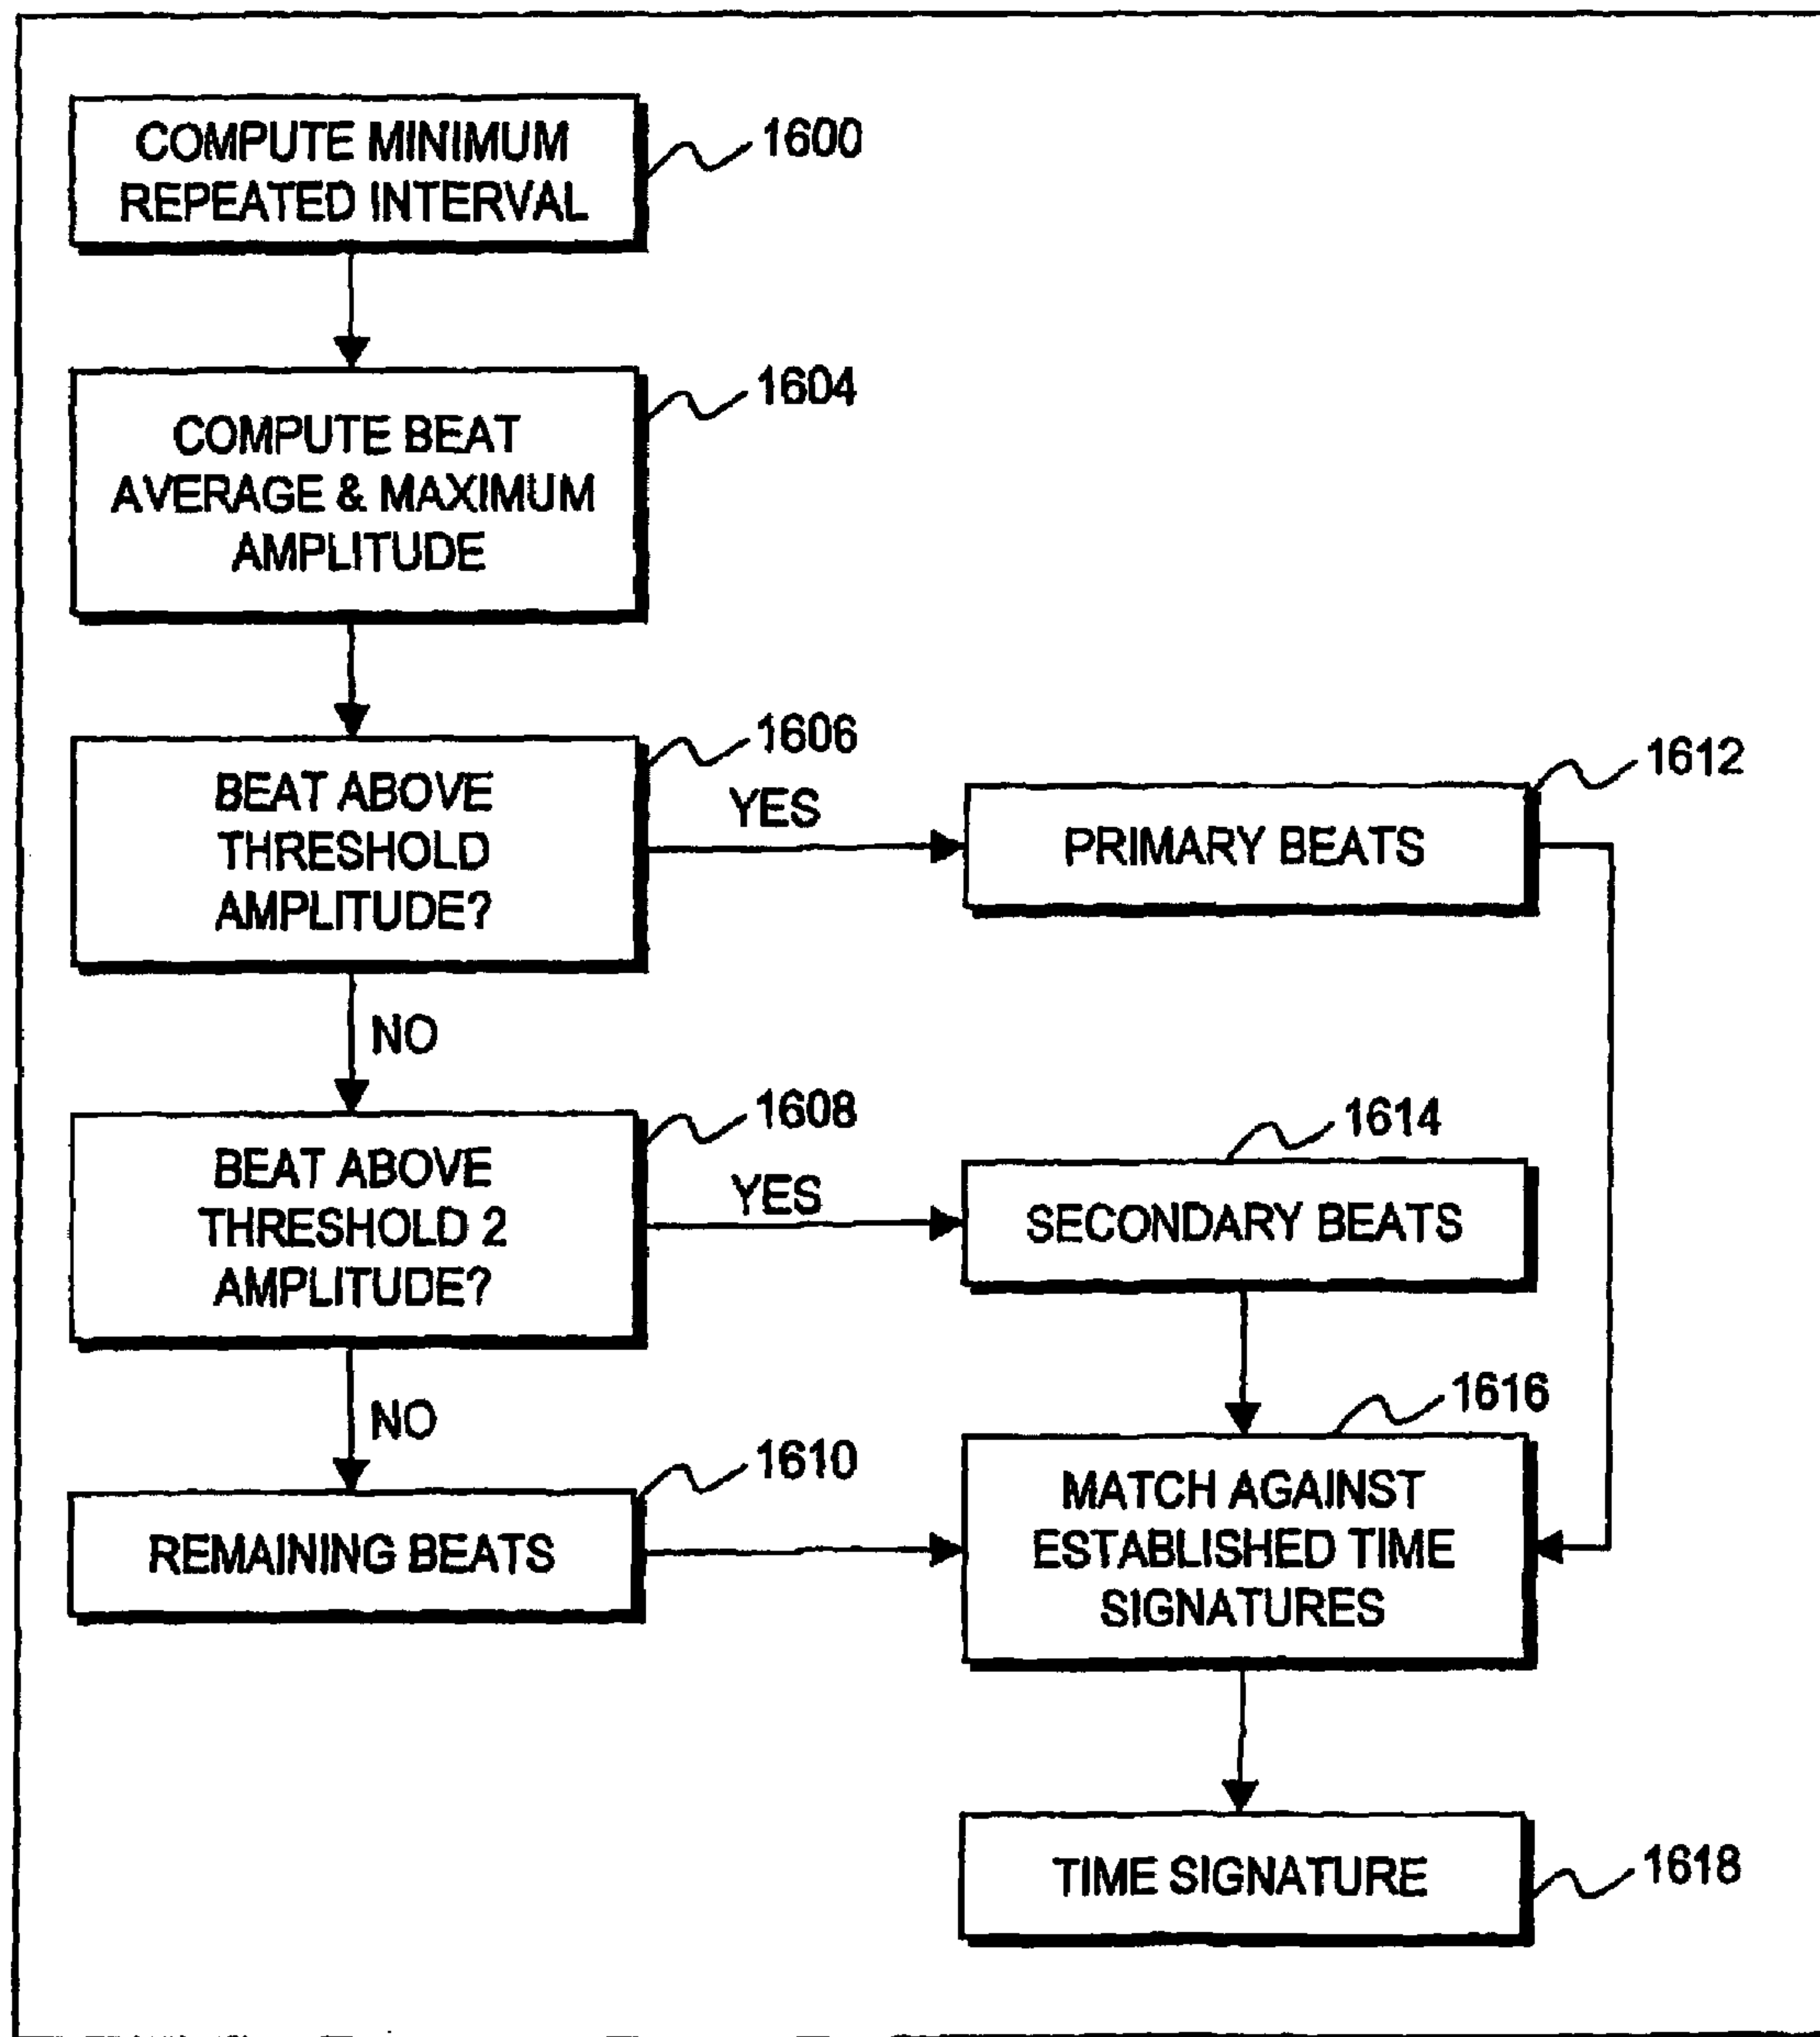 COMPUTE MINIMUM
REPEATED INTERVAL
1600
COMPUTE BEAT
AVERAGE & MAXIMUM
AMPLITUDE
1604
BEAT ABOVE
THRESHOLD
AMPLITUDE?
1606
YES
PRIMARY BEATS
1612
NO
BEAT ABOVE
THRESHOLD 2
AMPLITUDE?
1608
YES
SECONDARY BEATS
1614
NO
REMAINING BEATS
1610
MATCH AGAINST
ESTABLISHED TIME
SIGNATURES
1616
TIME SIGNATURE
1618